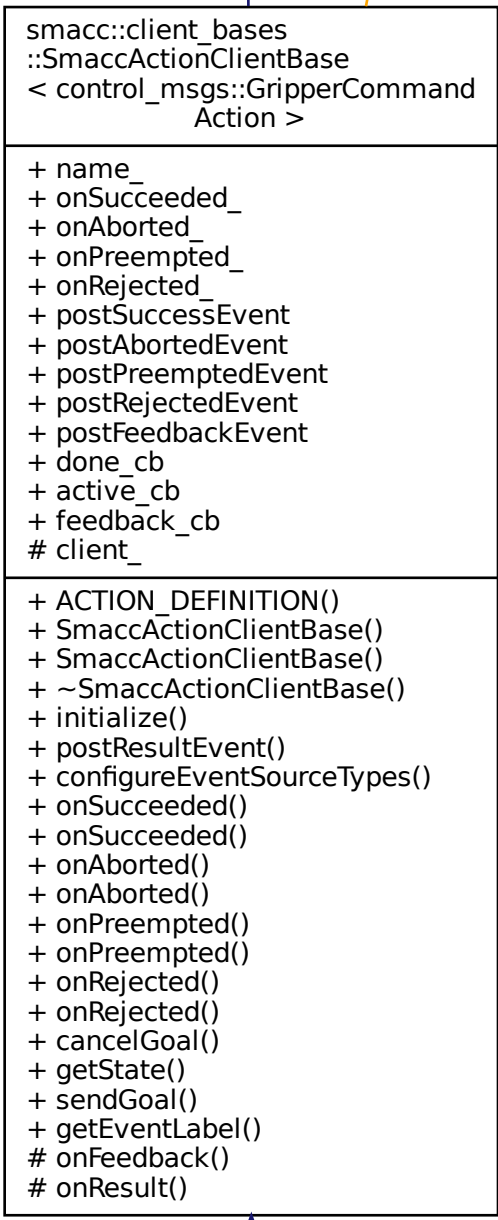 smacc::client_bases
::SmaccActionClientBase
< control_msgs::GripperCommand
Action >
+ name_
+ onSucceeded_
+ onAborted_
+ onPreempted_
+ onRejected_
+ postSuccessEvent
+ postAbortedEvent
+ postPreemptedEvent
+ postRejectedEvent
+ postFeedbackEvent
+ done_cb
+ active_cb
+ feedback_cb
# client_
+ ACTION_DEFINITION()
+ SmaccActionClientBase()
+ SmaccActionClientBase()
+ ~SmaccActionClientBase()
+ initialize()
+ postResultEvent()
+ configureEventSourceTypes()
+ onSucceeded()
+ onSucceeded()
+ onAborted()
+ onAborted()
+ onPreempted()
+ onPreempted()
+ onRejected()
+ onRejected()
+ cancelGoal()
+ getState()
+ sendGoal()
+ getEventLabel()
# onFeedback()
# onResult()